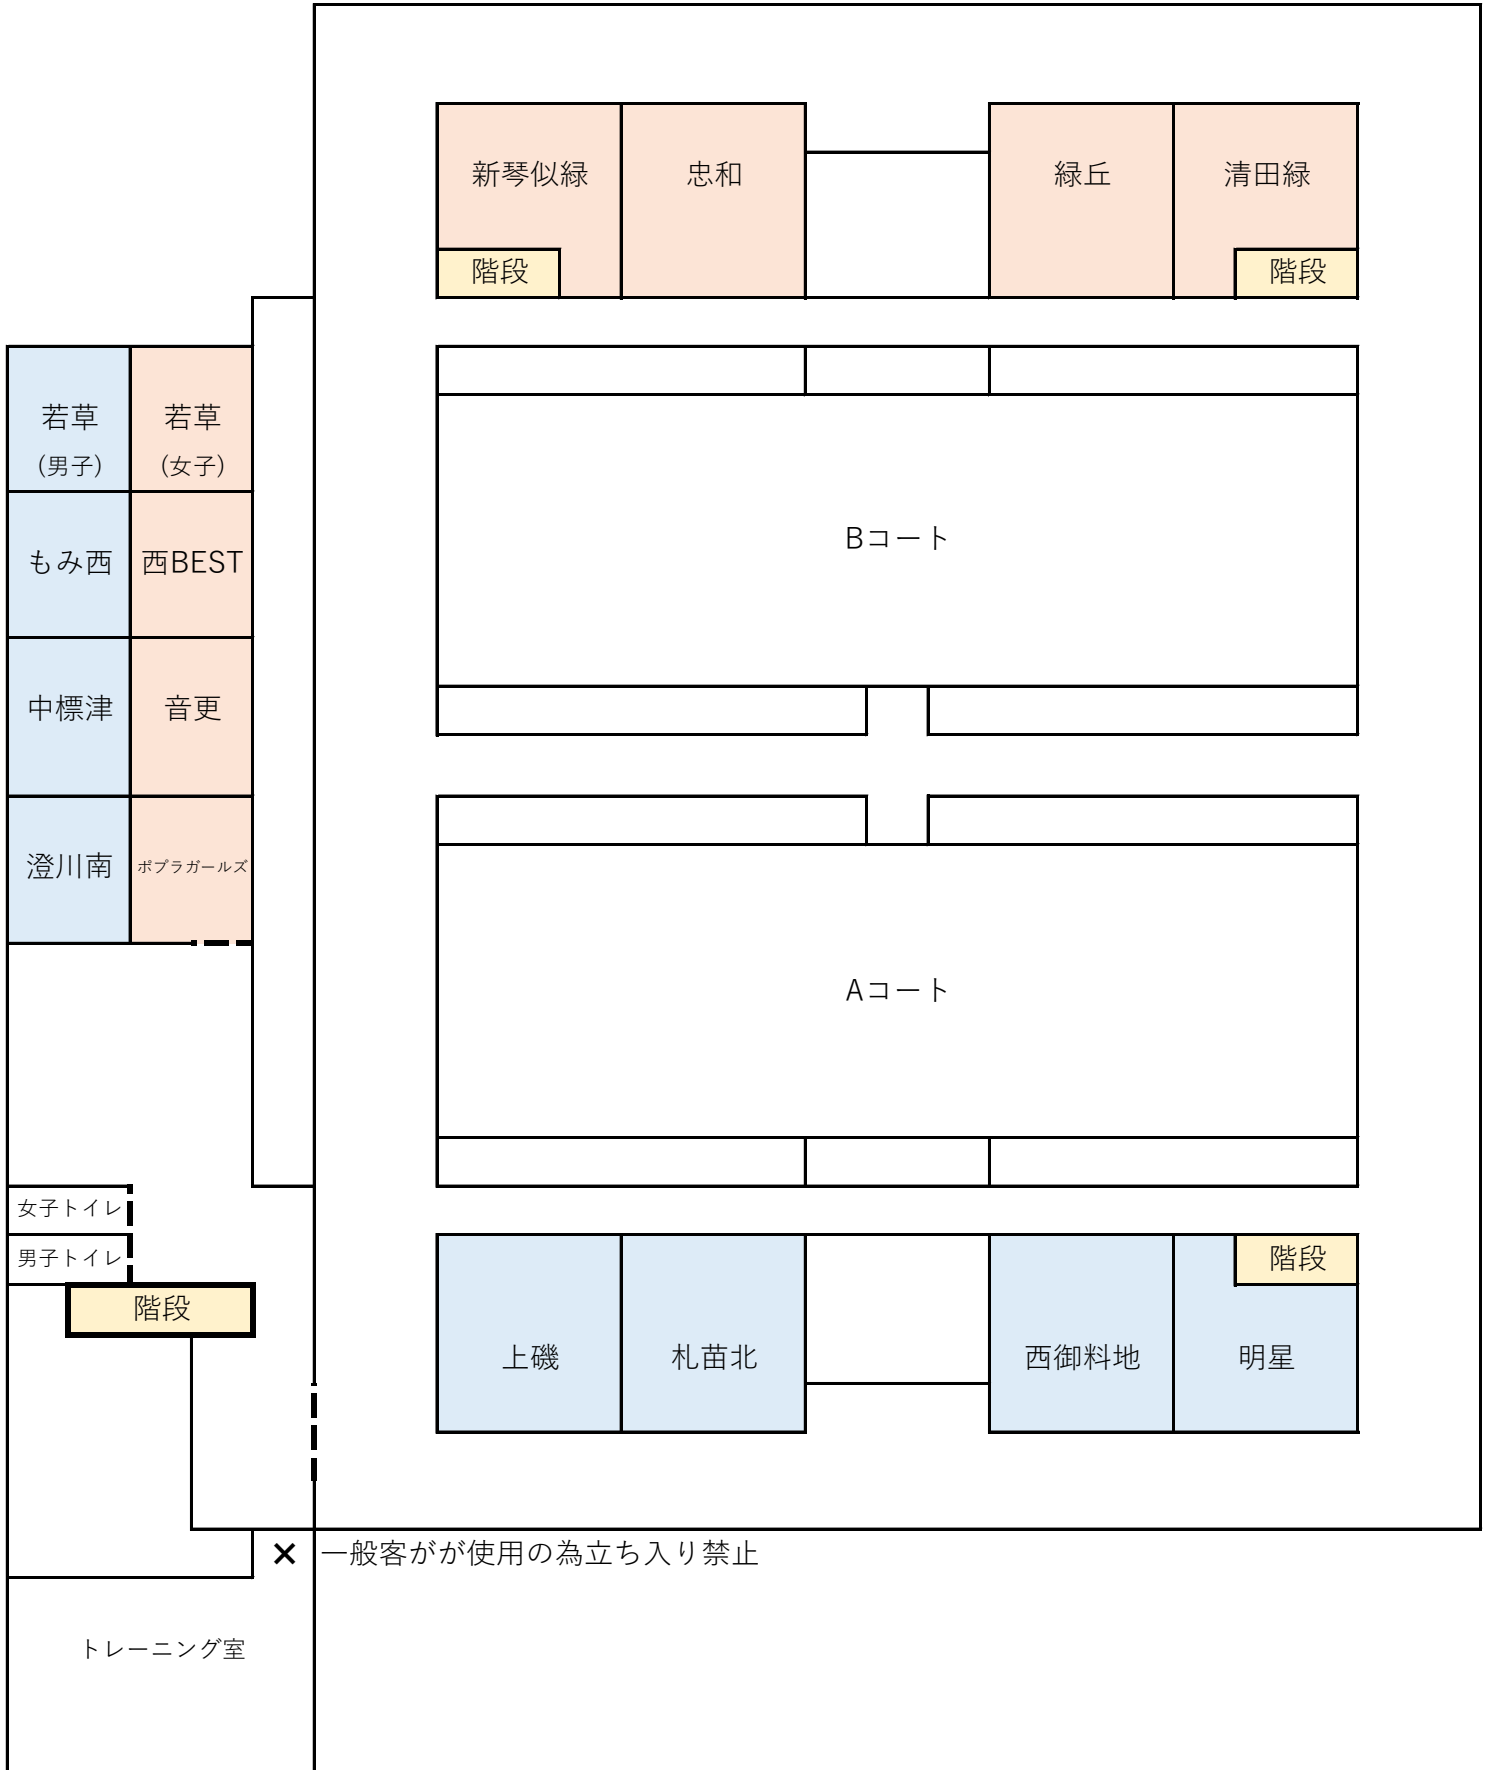 新琴似緑
忠和
緑丘
清田緑
階段
階段
若草
(男子)
若草
(女子)
もみ西
西BEST
Bコート
中標津
音更
澄川南
ポプラガールズ
Aコート
女子トイレ
男子トイレ
階段
階段
上磯
札苗北
西御料地
明星
× 一般客がが使用の為立ち入り禁止
トレーニング室